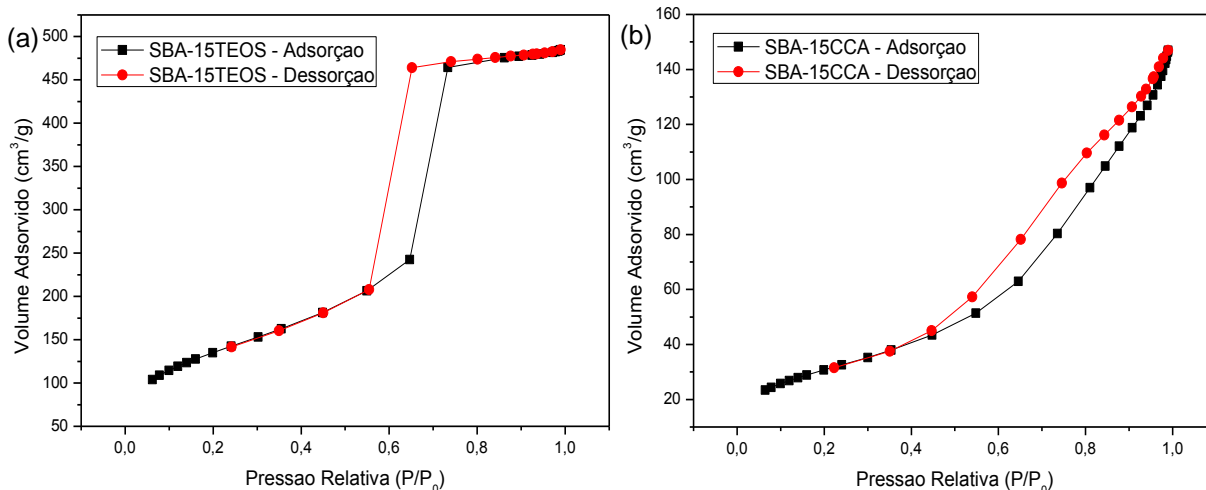 (a)
SBA-15TEOS - Adsorçao
SBA-15TEOS - Dessorçao
Volume Adsorvido (cm³/g)
500
450
400
350
300
250
200
150
100
50
0,0 0,2 0,4 0,6 0,8 1,0
Pressao Relativa (P/P₀)
(b)
SBA-15CCA - Adsorçao
SBA-15CCA - Dessorçao
Volume Adsorvido (cm³/g)
160
140
120
100
80
60
40
20
0,0 0,2 0,4 0,6 0,8 1,0
Pressao Relativa (P/P₀)